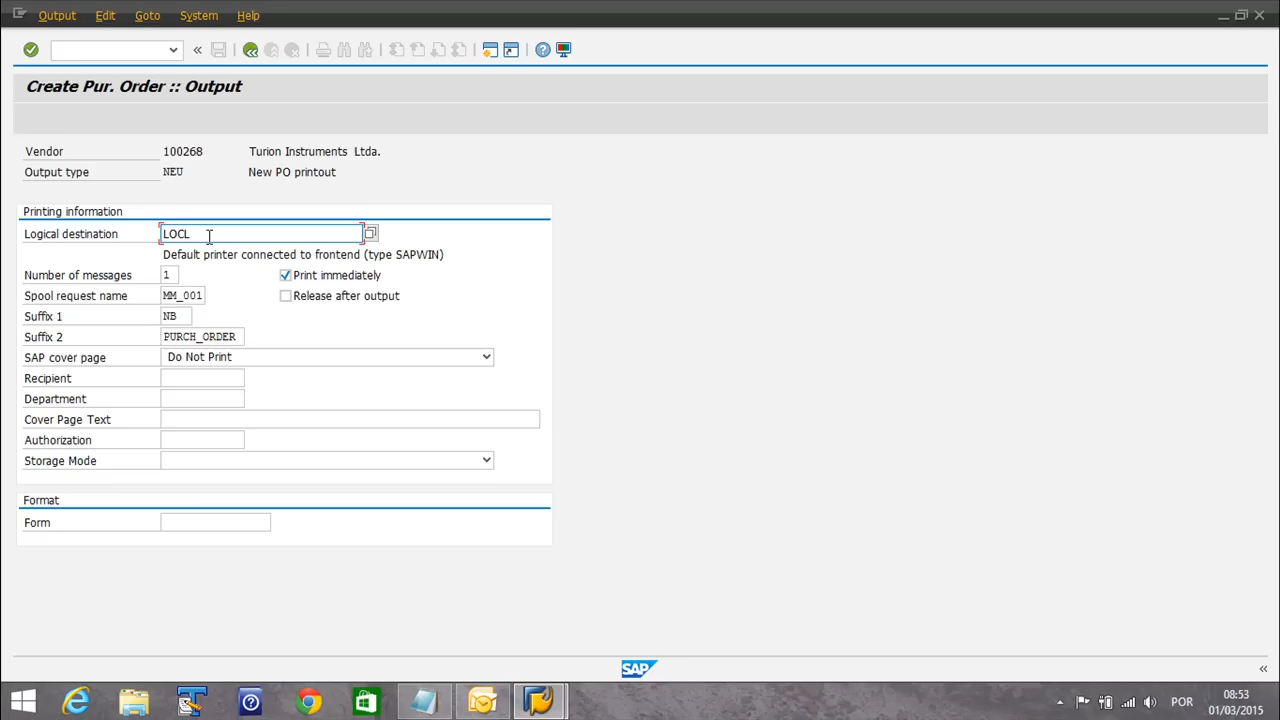 Output Edit Goto System Help
Create Pur. Order :: Output
Vendor 100268 Turion Instruments Ltda.
Output type NEU New PO printout
Printing information
Logical destination LOCL
Default printer connected to frontend (type SAPWIN)
Number of messages 1 Print immediately
Spool request name MM_001 Release after output
Suffix 1 NB
Suffix 2 PURCH_ORDER
SAP cover page Do Not Print
Recipient
Department
Cover Page Text
Authorization
Storage Mode
Format
Form
SAP
POR 08:53
01/03/2015